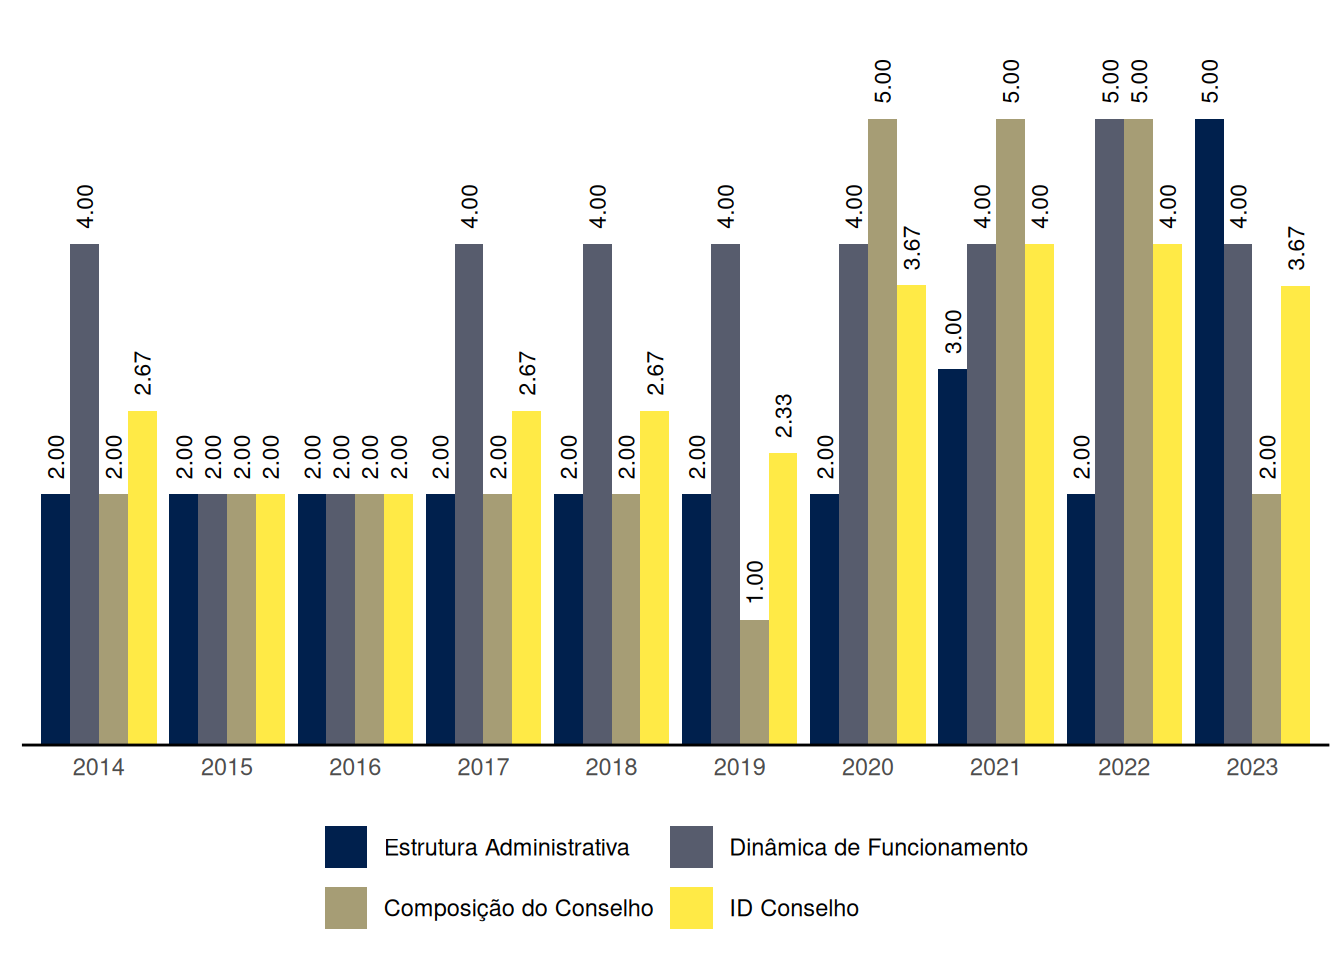 2.00 4.00 2.00 2.67 2.00 2.00 2.00 2.00 2.00 2.00 2.00 2.00 2.00 4.00 2.00 2.67 2.00 4.00 2.00 2.67 2.00 4.00 1.00 2.33 2.00 4.00 5.00 3.67 3.00 4.00 5.00 4.00 2.00 5.00 5.00 4.00 5.00 4.00 2.00 3.67
2014 2015 2016 2017 2018 2019 2020 2021 2022 2023
Estrutura Administrativa Dinâmica de Funcionamento
Composição do Conselho ID Conselho